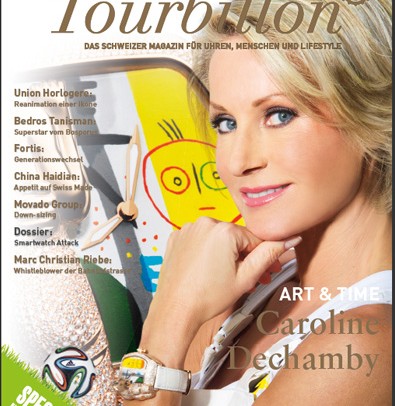 Tourbillon
DAS SCHWEIZER MAGAZIN FÜR UHREN, MENSCHEN UND LIFESTYLE
Union Horlogere:
Reanimation einer Ikone
Bedros Tanisman:
Superstar vom Bosporus
Fortis:
Generationswechsel
China Haidian:
Appetit auf Swiss Made
Movado Group:
Down-sizing
Dossier:
Smartwatch Attack
Marc Christian Riebe:
Whistleblower der Bahnhofstrasse
ART & TIME
Caroline
Dechamby